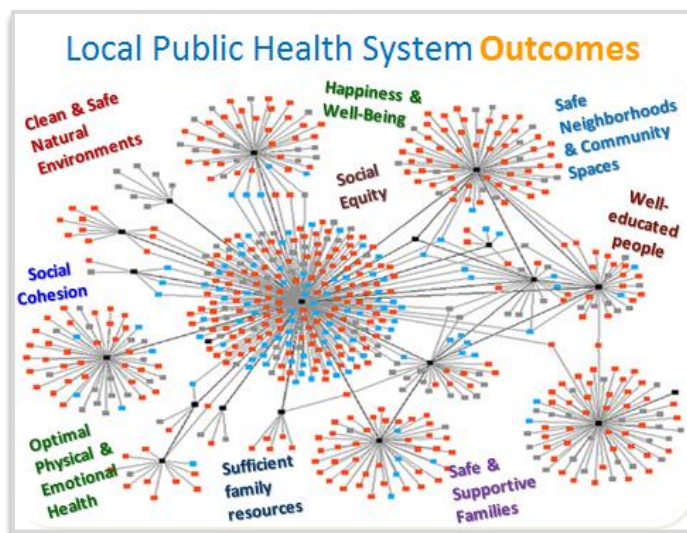 Local Public Health System Outcomes
Clean & Safe
Natural
Environments
Happiness &
Well-Being
Safe
Neighborhoods
& Community
Spaces
Social
Equity
Well-
educated
people
Social
Cohesion
Optimal
Physical &
Emotional
Health
Sufficient
family
resources
Safe &
Supportive
Families